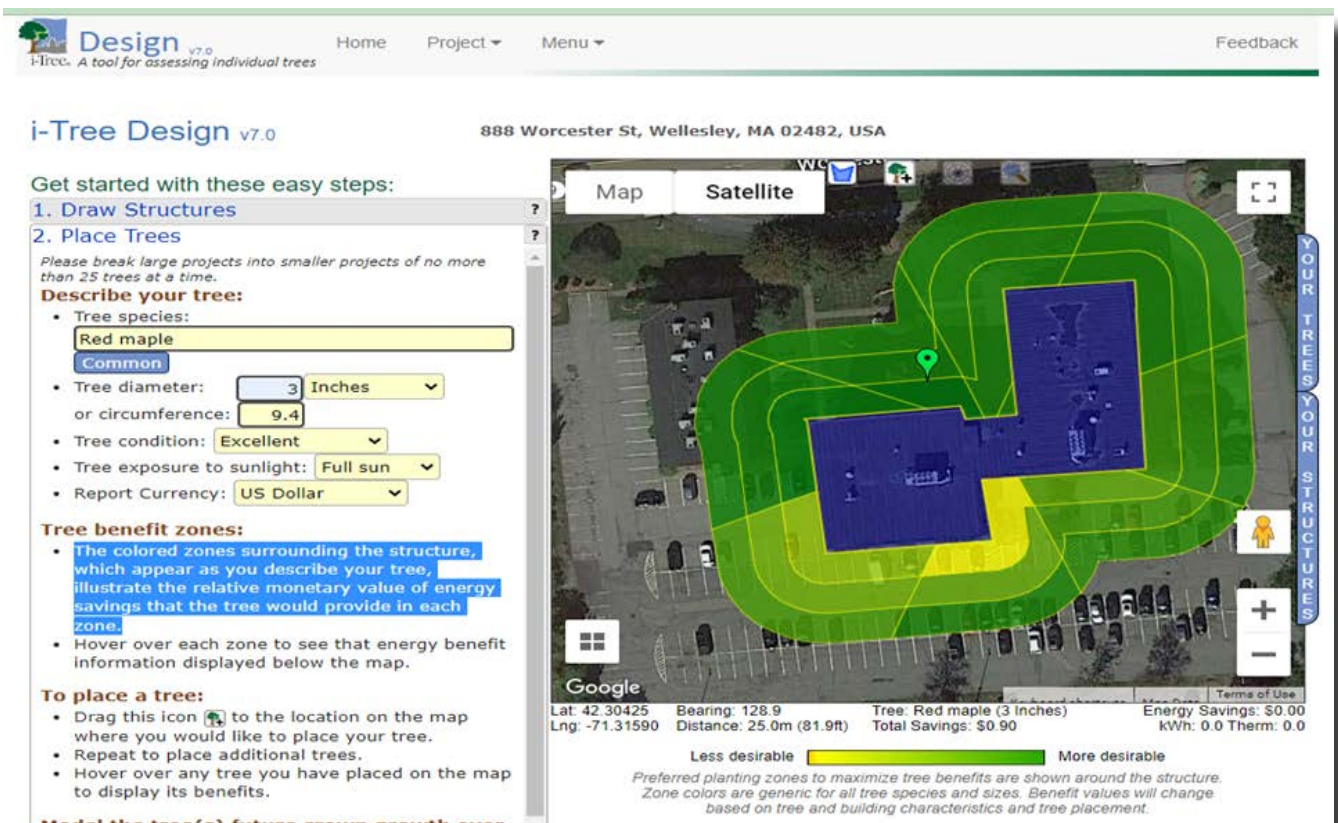 Design v7.0
i-Tree. A tool for assessing individual trees
Home Project Menu Feedback
i-Tree Design v7.0
888 Worcester St, Wellesley, MA 02482, USA
Get started with these easy steps:
1. Draw Structures ?
2. Place Trees ?
Please break large projects into smaller projects of no more
than 25 trees at a time.
Describe your tree:
• Tree species:
Red maple
Common
• Tree diameter: 3 Inches
or circumference: 9.4
• Tree condition: Excellent
• Tree exposure to sunlight: Full sun
• Report Currency: US Dollar
Tree benefit zones:
• The colored zones surrounding the structure,
which appear as you describe your tree,
illustrate the relative monetary value of energy
savings that the tree would provide in each
zone.
• Hover over each zone to see that energy benefit
information displayed below the map.
To place a tree:
• Drag this icon to the location on the map
where you would like to place your tree.
• Repeat to place additional trees.
• Hover over any tree you have placed on the map
to display its benefits.
Map Satellite
YOUR TREES
YOUR STRUCTURES
Google
Terms of Use
Lat: 42.30425 Bearing: 128.9 Tree: Red maple (3 Inches) Energy Savings: $0.00
Lng: -71.31590 Distance: 25.0m (81.9ft) Total Savings: $0.90 kWh: 0.0 Therm: 0.0
Less desirable More desirable
Preferred planting zones to maximize tree benefits are shown around the structure.
Zone colors are generic for all tree species and sizes. Benefit values will change
based on tree and building characteristics and tree placement.